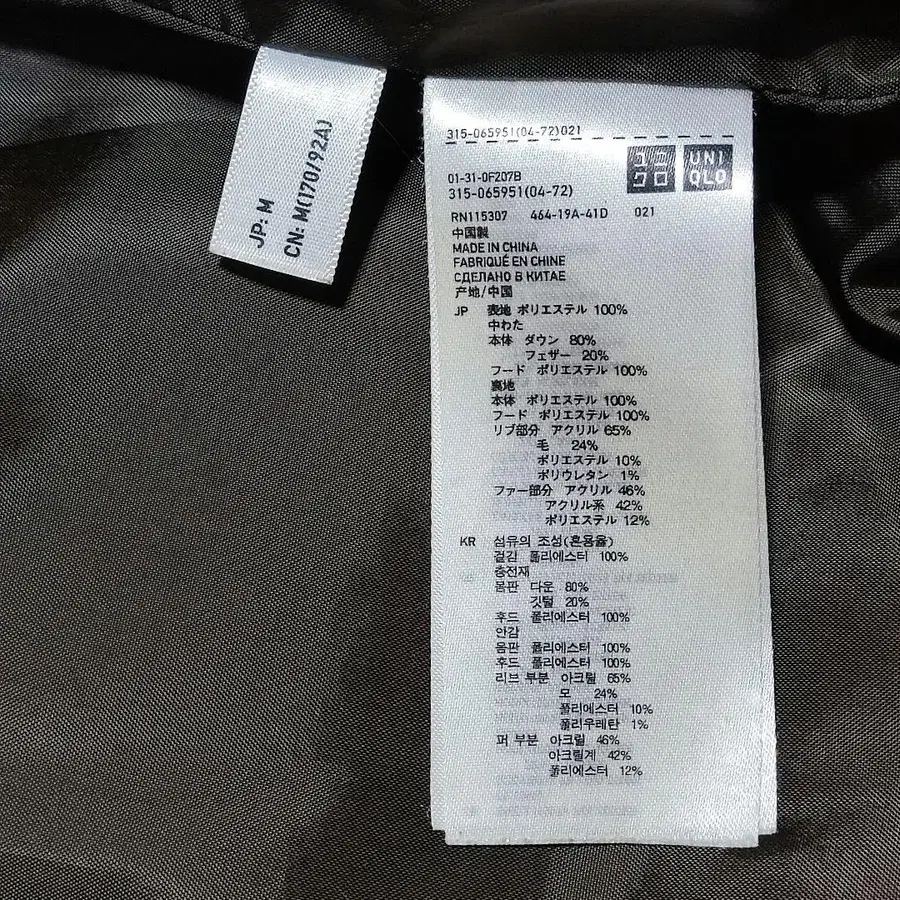 JP: M
CN: M(170/92A)
315-065951(04-72)021
ユニ
クロ
UNI
QLO
01-31-0F207B
315-065951(04-72)
RN115307 464-19A-41D 021
中国製
MADE IN CHINA
FABRIQUÉ EN CHINE
СДЕЛАНО В КИТАЕ
产地/中国
JP 表地 ポリエステル 100%
中わた
本体 ダウン 80%
フェザー 20%
フード ポリエステル 100%
裏地
本体 ポリエステル 100%
フード ポリエステル 100%
リブ部分 アクリル 65%
毛 24%
ポリエステル 10%
ポリウレタン 1%
ファー部分 アクリル 46%
アクリル系 42%
ポリエステル 12%
KR 섬유의 조성(혼용율)
겉감 폴리에스터 100%
충전재
몸판 다운 80%
깃털 20%
후드 폴리에스터 100%
안감
몸판 폴리에스터 100%
후드 폴리에스터 100%
리브 부분 아크릴 65%
모 24%
폴리에스터 10%
폴리우레탄 1%
퍼 부분 아크릴 46%
아크릴계 42%
폴리에스터 12%